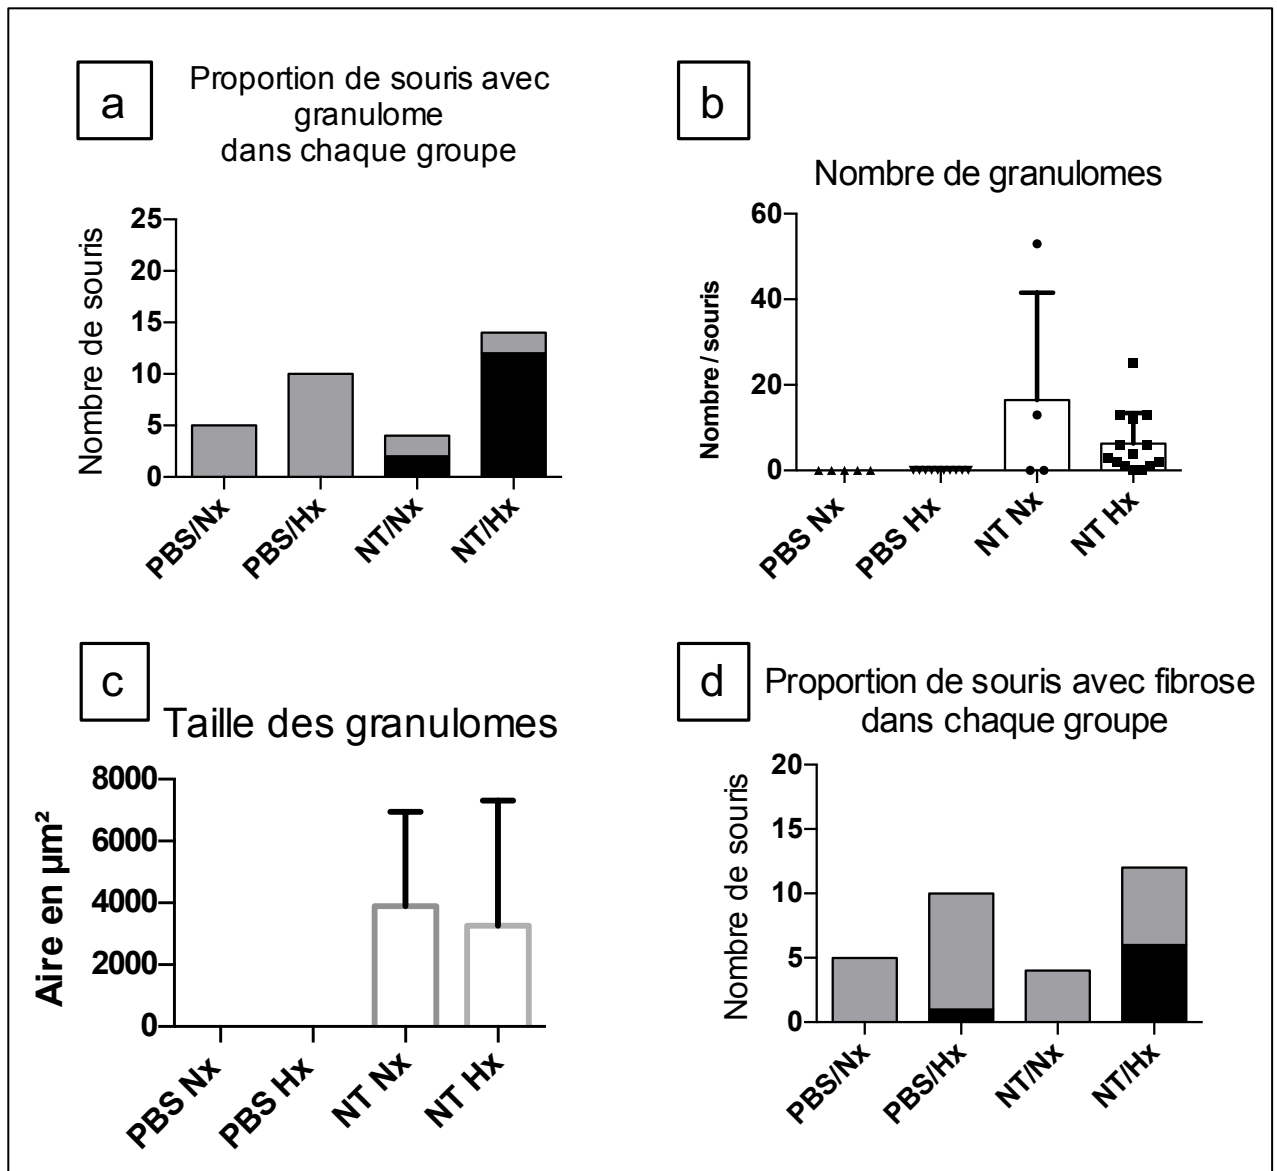 a
Proportion de souris avec
granulome
dans chaque groupe
Nombre de souris
25
20
15
10
5
0
PBS/Nx
PBS/Hx
NT/Nx
NT/Hx
b
Nombre de granulomes
Nombre / souris
60
40
20
0
PBS Nx
PBS Hx
NT Nx
NT Hx
c
Taille des granulomes
Aire en µm²
8000
6000
4000
2000
0
PBS Nx
PBS Hx
NT Nx
NT Hx
d
Proportion de souris avec fibrose
dans chaque groupe
Nombre de souris
20
15
10
5
0
PBS/Nx
PBS/Hx
NT/Nx
NT/Hx